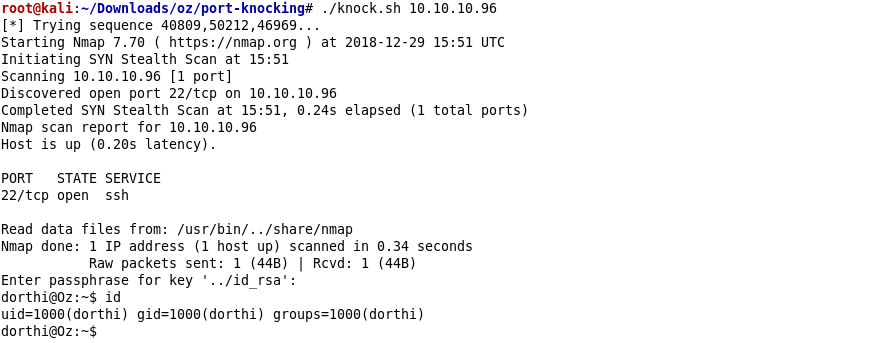 root@kali:~/Downloads/oz/port-knocking# ./knock.sh 10.10.10.96
[*] Trying sequence 40809,50212,46969...
Starting Nmap 7.70 ( https://nmap.org ) at 2018-12-29 15:51 UTC
Initiating SYN Stealth Scan at 15:51
Scanning 10.10.10.96 [1 port]
Discovered open port 22/tcp on 10.10.10.96
Completed SYN Stealth Scan at 15:51, 0.24s elapsed (1 total ports)
Nmap scan report for 10.10.10.96
Host is up (0.20s latency).

PORT   STATE SERVICE
22/tcp open  ssh

Read data files from: /usr/bin/../share/nmap
Nmap done: 1 IP address (1 host up) scanned in 0.34 seconds
           Raw packets sent: 1 (44B) | Rcvd: 1 (44B)
Enter passphrase for key '../id_rsa':
dorthi@Oz:~$ id
uid=1000(dorthi) gid=1000(dorthi) groups=1000(dorthi)
dorthi@Oz:~$